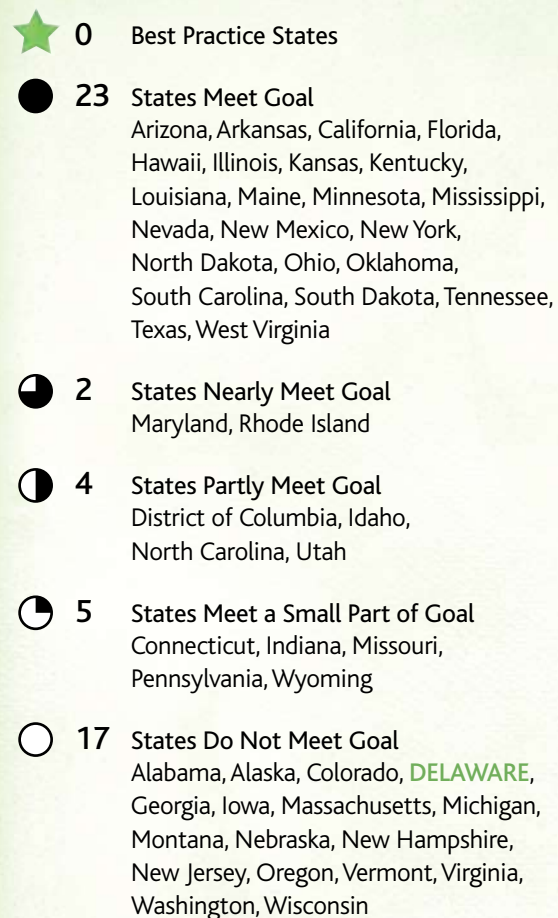 0 Best Practice States
23 States Meet Goal
Arizona, Arkansas, California, Florida,
Hawaii, Illinois, Kansas, Kentucky,
Louisiana, Maine, Minnesota, Mississippi,
Nevada, New Mexico, New York,
North Dakota, Ohio, Oklahoma,
South Carolina, South Dakota, Tennessee,
Texas, West Virginia
2 States Nearly Meet Goal
Maryland, Rhode Island
4 States Partly Meet Goal
District of Columbia, Idaho,
North Carolina, Utah
5 States Meet a Small Part of Goal
Connecticut, Indiana, Missouri,
Pennsylvania, Wyoming
17 States Do Not Meet Goal
Alabama, Alaska, Colorado, DELAWARE,
Georgia, Iowa, Massachusetts, Michigan,
Montana, Nebraska, New Hampshire,
New Jersey, Oregon, Vermont, Virginia,
Washington, Wisconsin